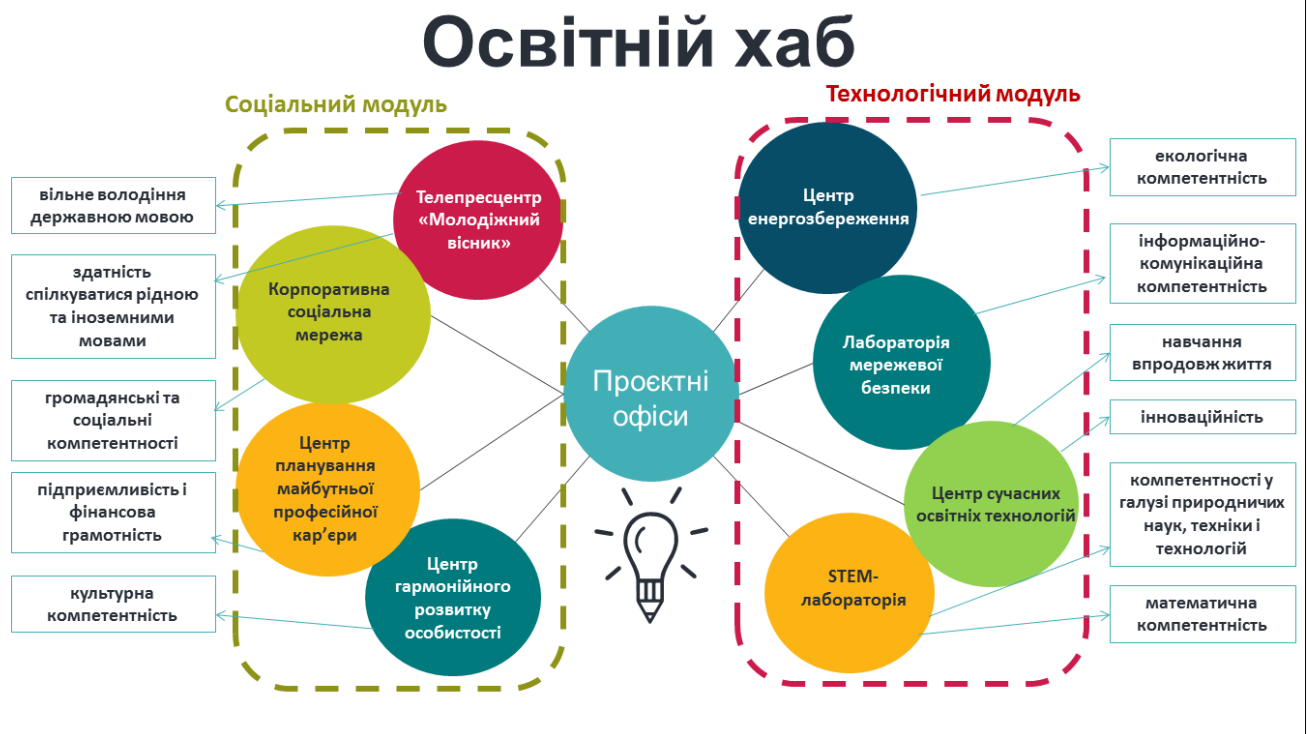 Освітній хаб
Соціальний модуль
Технологічний модуль
вільне володіння
державною мовою
здатність
спілкуватися рідною
та іноземними
мовами
громадянські та
соціальні
компетентності
підприємливість і
фінансова
грамотність
культурна
компетентність
Телепресцентр
«Молодіжний
вісник»
Корпоративна
соціальна
мережа
Центр
планування
майбутньої
професійної
кар’єри
Центр
гармонійного
розвитку
особистості
Проєктні
офіси
Центр
енергозбереження
Лабораторія
мережевої
безпеки
Центр сучасних
освітніх технологій
STEM-
лабораторія
екологічна
компетентність
інформаційно-
комунікаційна
компетентність
навчання
впродовж життя
інноваційність
компетентності у
галузі природничих
наук, техніки і
технологій
математична
компетентність